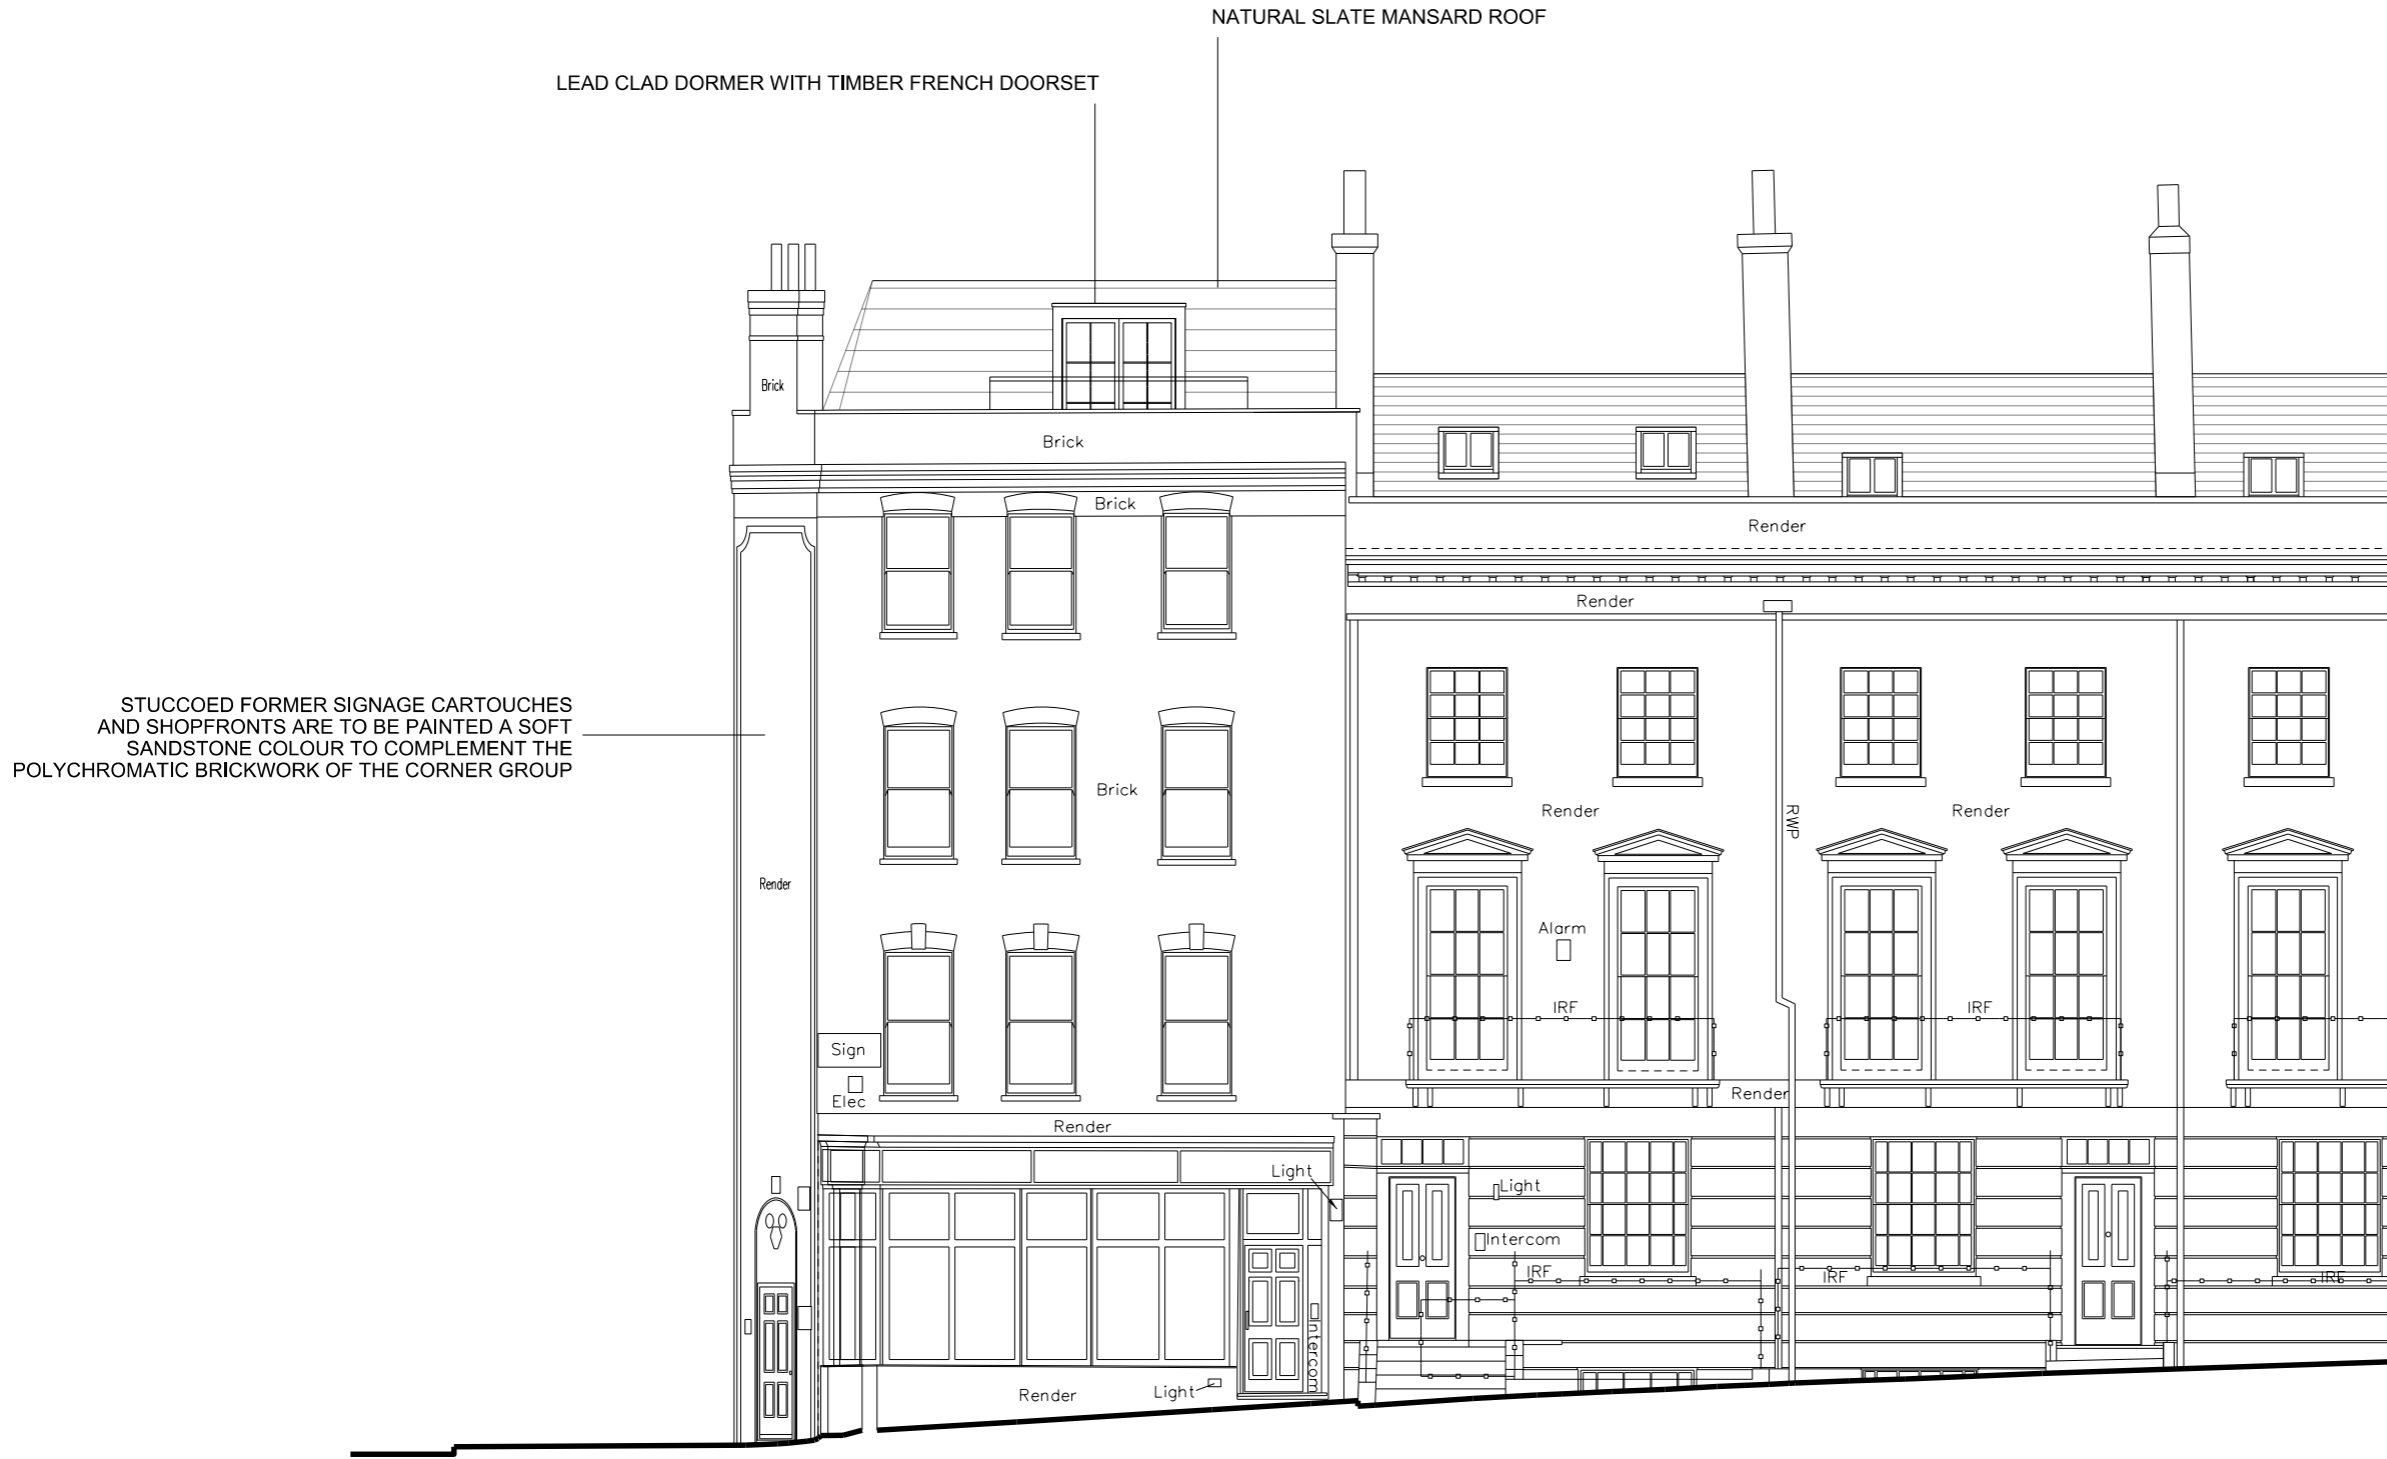 NATURAL SLATE MANSARD ROOF
LEAD CLAD DORMER WITH TIMBER FRENCH DOORSET
Brick
Brick
Brick
Render
Render
STUCCOED FORMER SIGNAGE CARTOUCHES
AND SHOPFRONTS ARE TO BE PAINTED A SOFT
SANDSTONE COLOUR TO COMPLEMENT THE
POLYCHROMATIC BRICKWORK OF THE CORNER GROUP
Brick
Render
RWP
Render
Render
Alarm
IRF
IRF
Sign
Elec
Render
Render
Light
Light
Intercom
IRF
IRF
IRF
Intercom
Render
Light